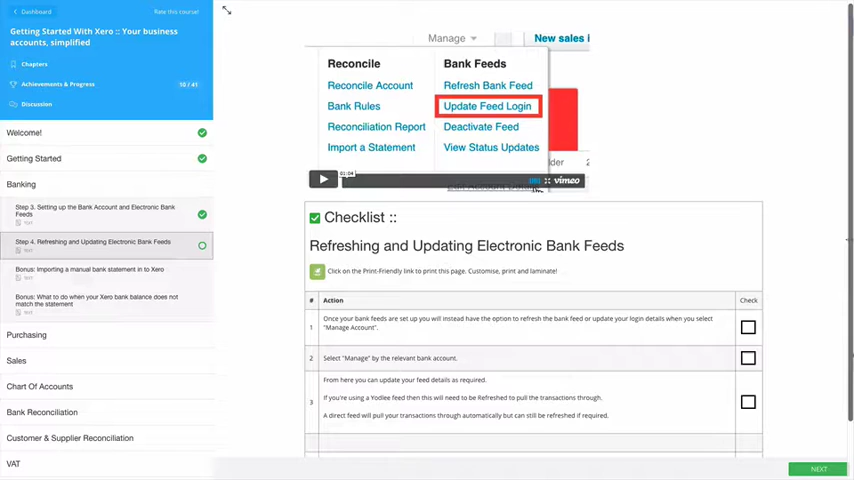 Dashboard
Rate this course!
Getting Started With Xero :: Your business
accounts, simplified
Chapters
Achievements & Progress
10 / 41
Discussion
Welcome!
Getting Started
Banking
Step 3. Setting up the Bank Account and Electronic Bank
Feeds
Text
Step 4. Refreshing and Updating Electronic Bank Feeds
Text
Bonus: Importing a manual bank statement in to Xero
Text
Bonus: What to do when your Xero bank balance does not
match the statement
Text
Purchasing
Sales
Chart Of Accounts
Bank Reconciliation
Customer & Supplier Reconciliation
VAT
Manage
New sales i
Reconcile
Bank Feeds
Reconcile Account
Refresh Bank Feed
Bank Rules
Update Feed Login
Reconciliation Report
Deactivate Feed
Import a Statement
View Status Updates
older
2
01:04
vimeo
Edit Account Details
Checklist ::
Refreshing and Updating Electronic Bank Feeds
Click on the Print-Friendly link to print this page. Customise, print and laminate!
# Action Check
1 Once your bank feeds are set up you will instead have the option to refresh the bank feed or update your login details when you select
"Manage Account".
2 Select "Manage" by the relevant bank account.
From here you can update your feed details as required.
3 If you're using a Yodlee feed then this will need to be Refreshed to pull the transactions through.
A direct feed will pull your transactions through automatically but can still be refreshed if required.
NEXT